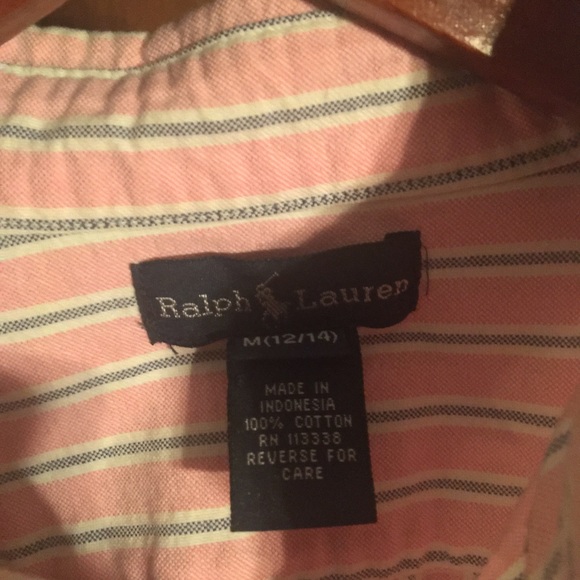 Ralph Lauren
M(12/14)
MADE IN
INDONESIA
100% COTTON
RN 113338
REVERSE FOR
CARE